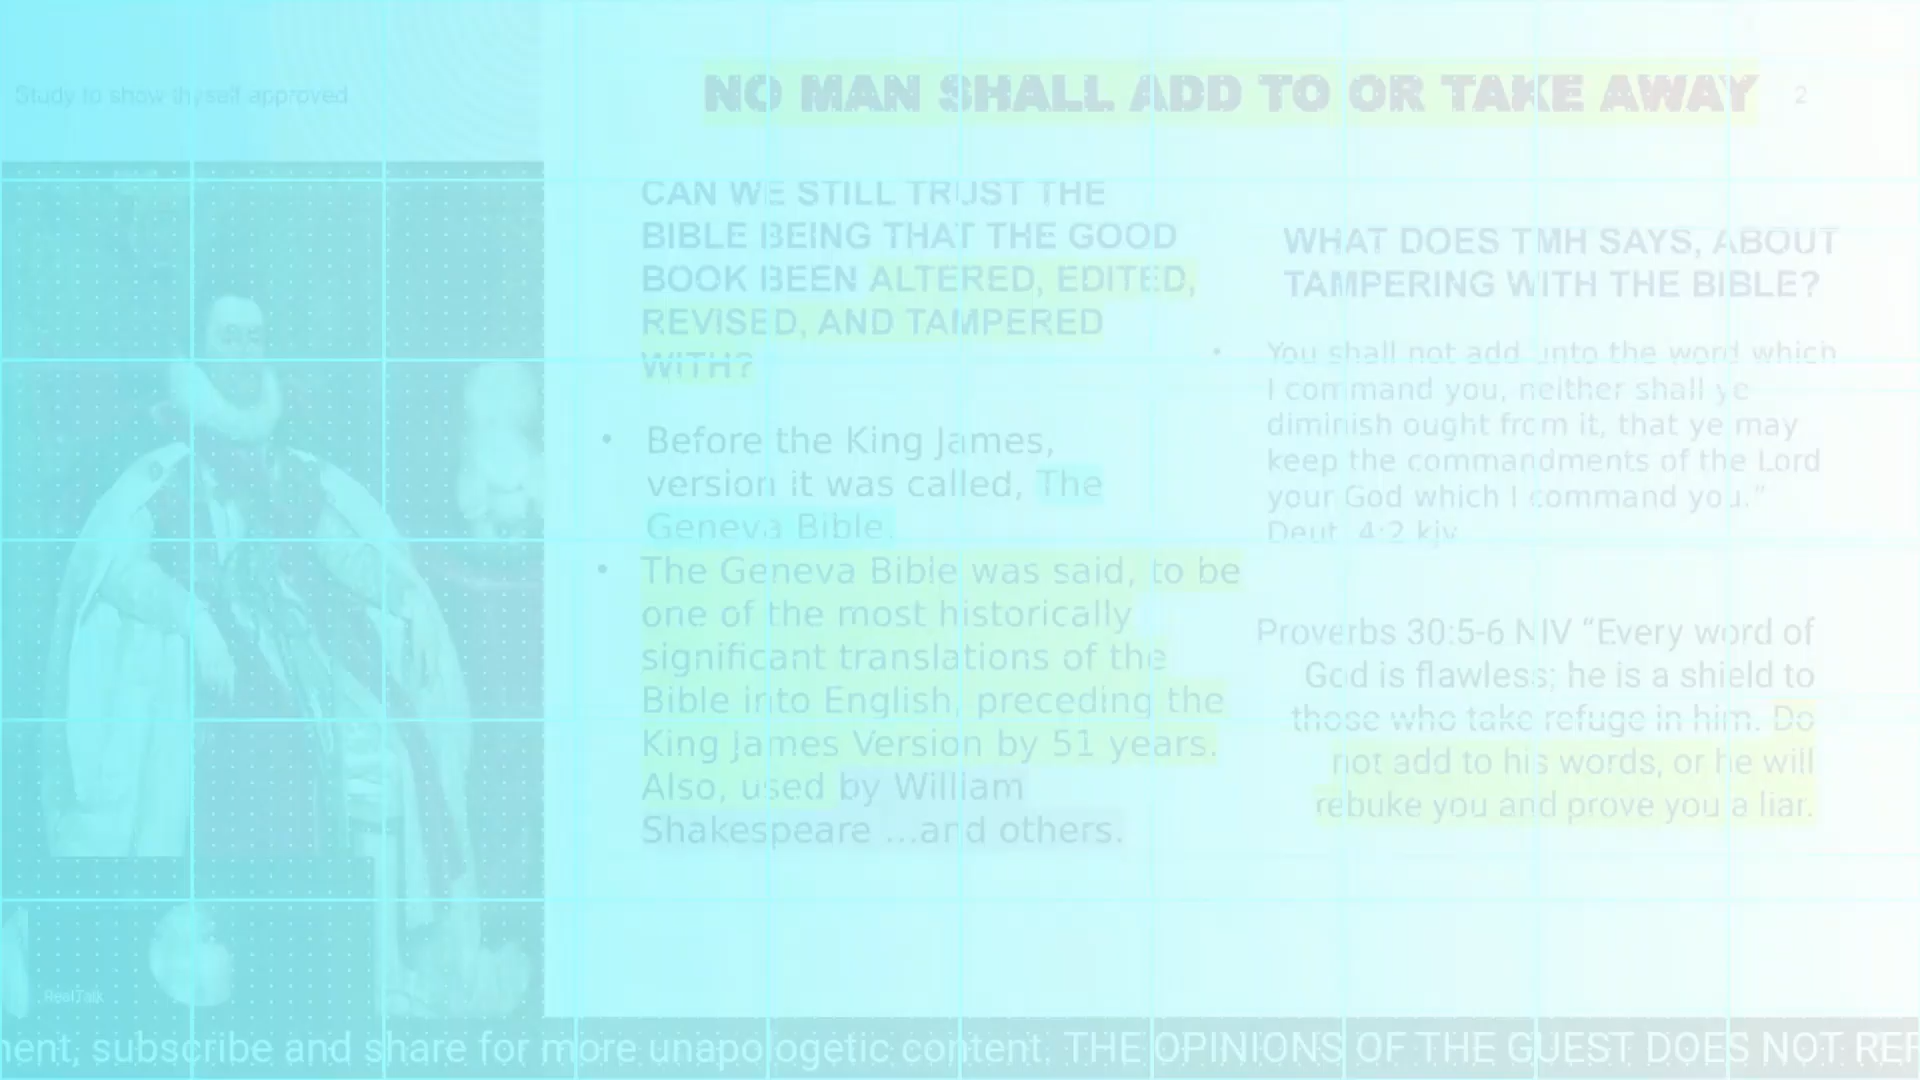 Study to show thyself approved
NO MAN SHALL ADD TO OR TAKE AWAY
2
CAN WE STILL TRUST THE
BIBLE BEING THAT THE GOOD
BOOK BEEN ALTERED, EDITED,
REVISED, AND TAMPERED
WITH?
• Before the King James,
version it was called, The
Geneva Bible.
• The Geneva Bible was said, to be
one of the most historically
significant translations of the
Bible into English, preceding the
King James Version by 51 years.
Also, used by William
Shakespeare ...and others.
WHAT DOES TMH SAYS, ABOUT
TAMPERING WITH THE BIBLE?
• You shall not add unto the word which
I command you, neither shall ye
diminish ought from it, that ye may
keep the commandments of the Lord
your God which I command you.”
Deut. 4:2 kjv
Proverbs 30:5-6 NIV “Every word of
God is flawless; he is a shield to
those who take refuge in him. Do
not add to his words, or he will
rebuke you and prove you a liar.
RealTalk
ment, subscribe and share for more unapologetic content. THE OPINIONS OF THE GUEST DOES NOT REF